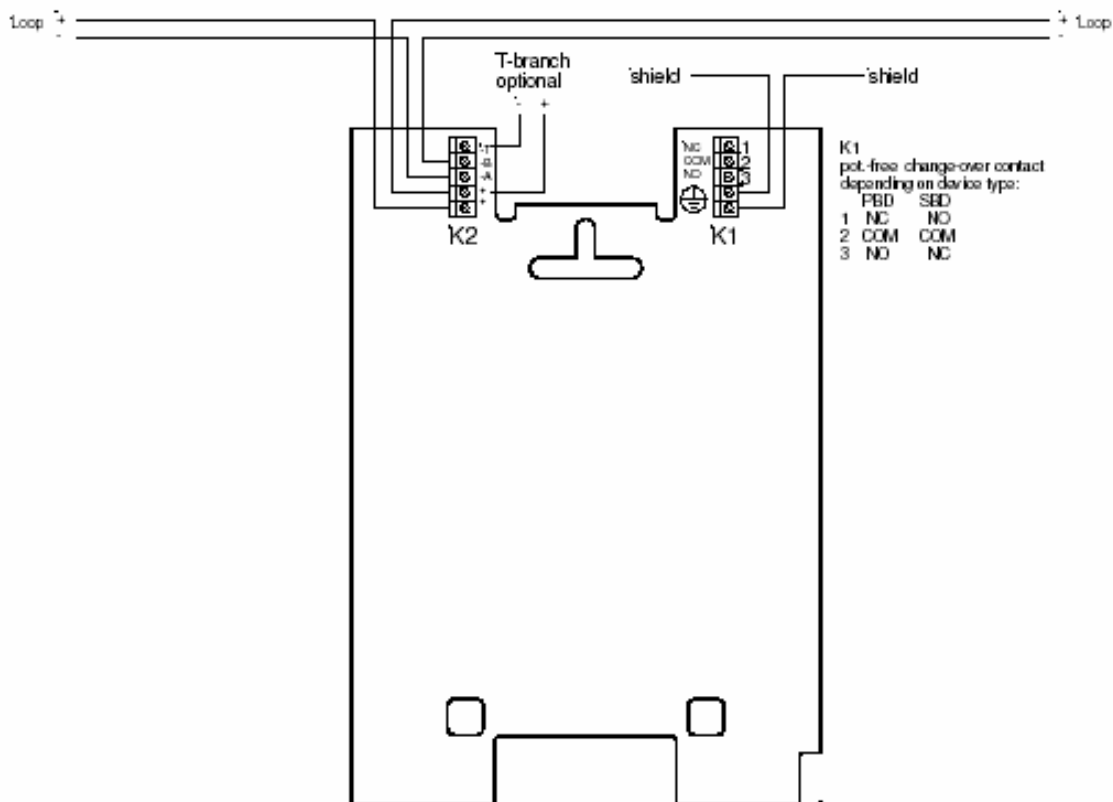 Loop +
-
+ Loop
-
T-branch
optional
- +
shield
shield
-T
-B
-A
+
+
K2
NC 1
COM 2
NO 3
K1
K1
pot.-free change-over contact
depending on device type:
PBD SBD
1 NC NO
2 COM COM
3 NO NC